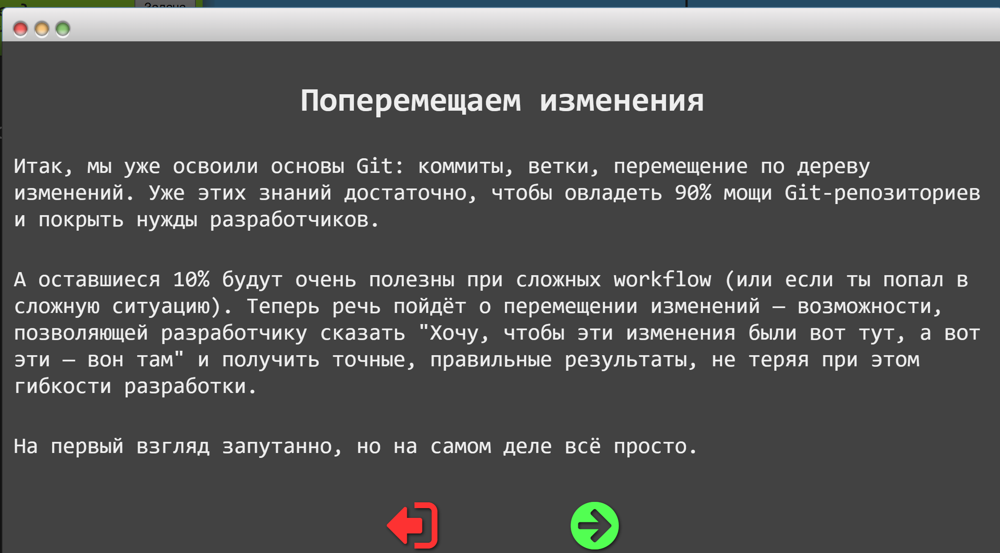 Задача
Поперемещаем изменения
Итак, мы уже освоили основы Git: коммиты, ветки, перемещение по дереву
изменений. Уже этих знаний достаточно, чтобы овладеть 90% мощи Git-репозиториев
и покрыть нужды разработчиков.
А оставшиеся 10% будут очень полезны при сложных workflow (или если ты попал в
сложную ситуацию). Теперь речь пойдёт о перемещении изменений — возможности,
позволяющей разработчику сказать "Хочу, чтобы эти изменения были вот тут, а вот
эти — вон там" и получить точные, правильные результаты, не теряя при этом
гибкости разработки.
На первый взгляд запутанно, но на самом деле всё просто.